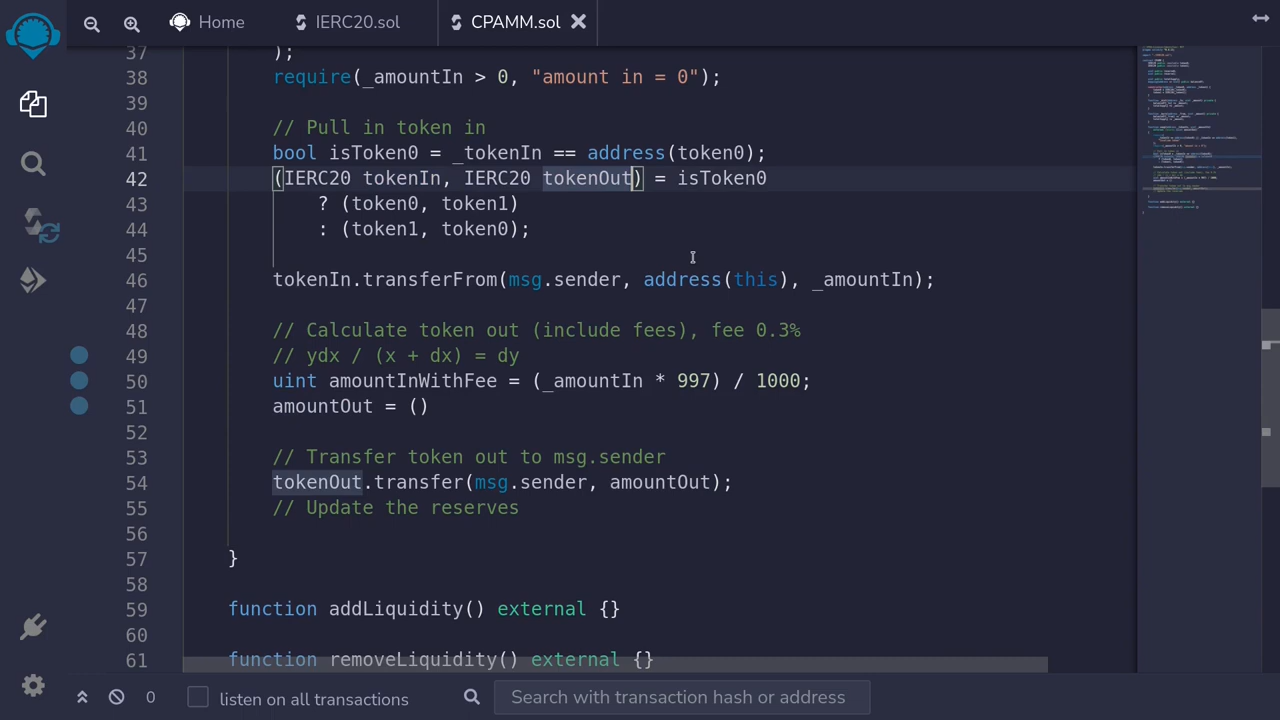 Home
IERC20.sol
CPAMM.sol
37 );
38 require(_amountIn > 0, "amount in = 0");
39
40 // Pull in token in
41 bool isToken0 = _tokenIn == address(token0);
42 (IERC20 tokenIn, IERC20 tokenOut) = isToken0
43 ? (token0, token1)
44 : (token1, token0);
45
46 tokenIn.transferFrom(msg.sender, address(this), _amountIn);
47
48 // Calculate token out (include fees), fee 0.3%
49 // ydx / (x + dx) = dy
50 uint amountInWithFee = (_amountIn * 997) / 1000;
51 amountOut = ()
52
53 // Transfer token out to msg.sender
54 tokenOut.transfer(msg.sender, amountOut);
55 // Update the reserves
56
57 }
58
59 function addLiquidity() external {}
60
61 function removeLiquidity() external {}
0
listen on all transactions
Search with transaction hash or address